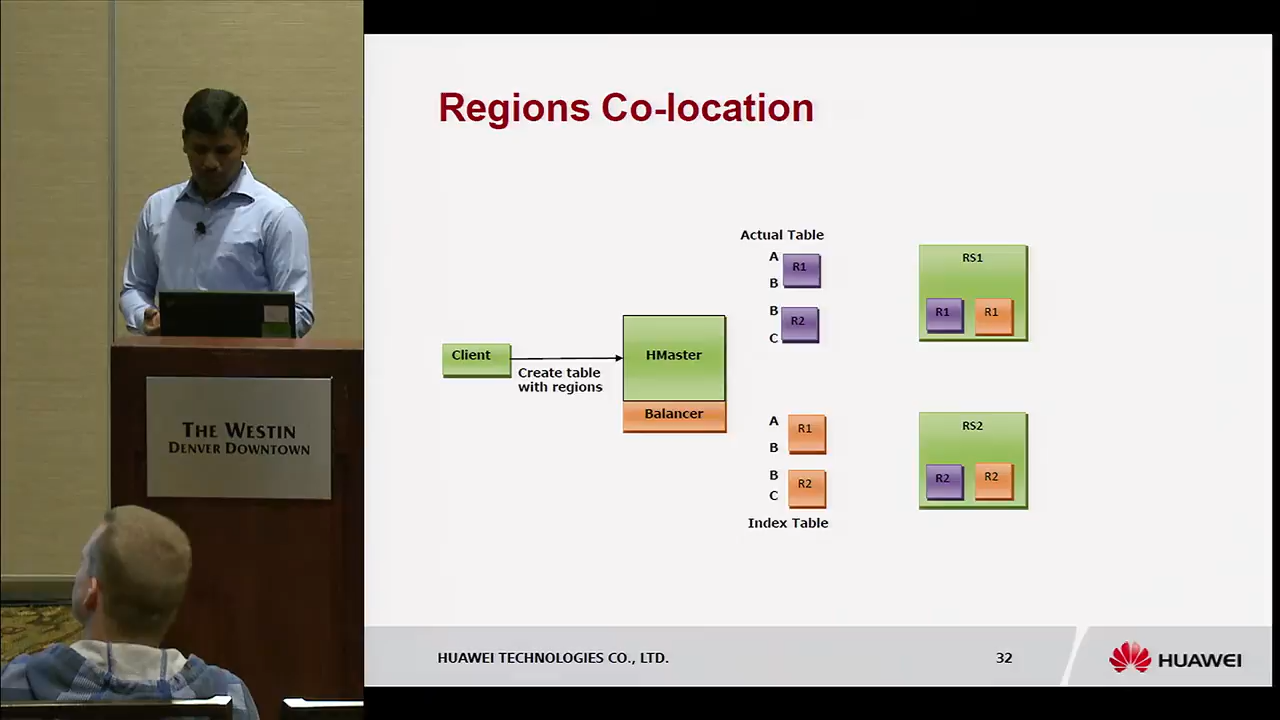 THE WESTIN
DENVER DOWNTOWN
Regions Co-location
Client
Create table
with regions
HMaster
Balancer
Actual Table
A
R1
B
B
R2
C
A
R1
B
B
R2
C
Index Table
RS1
R1
R1
RS2
R2
R2
HUAWEI TECHNOLOGIES CO., LTD.
32
HUAWEI